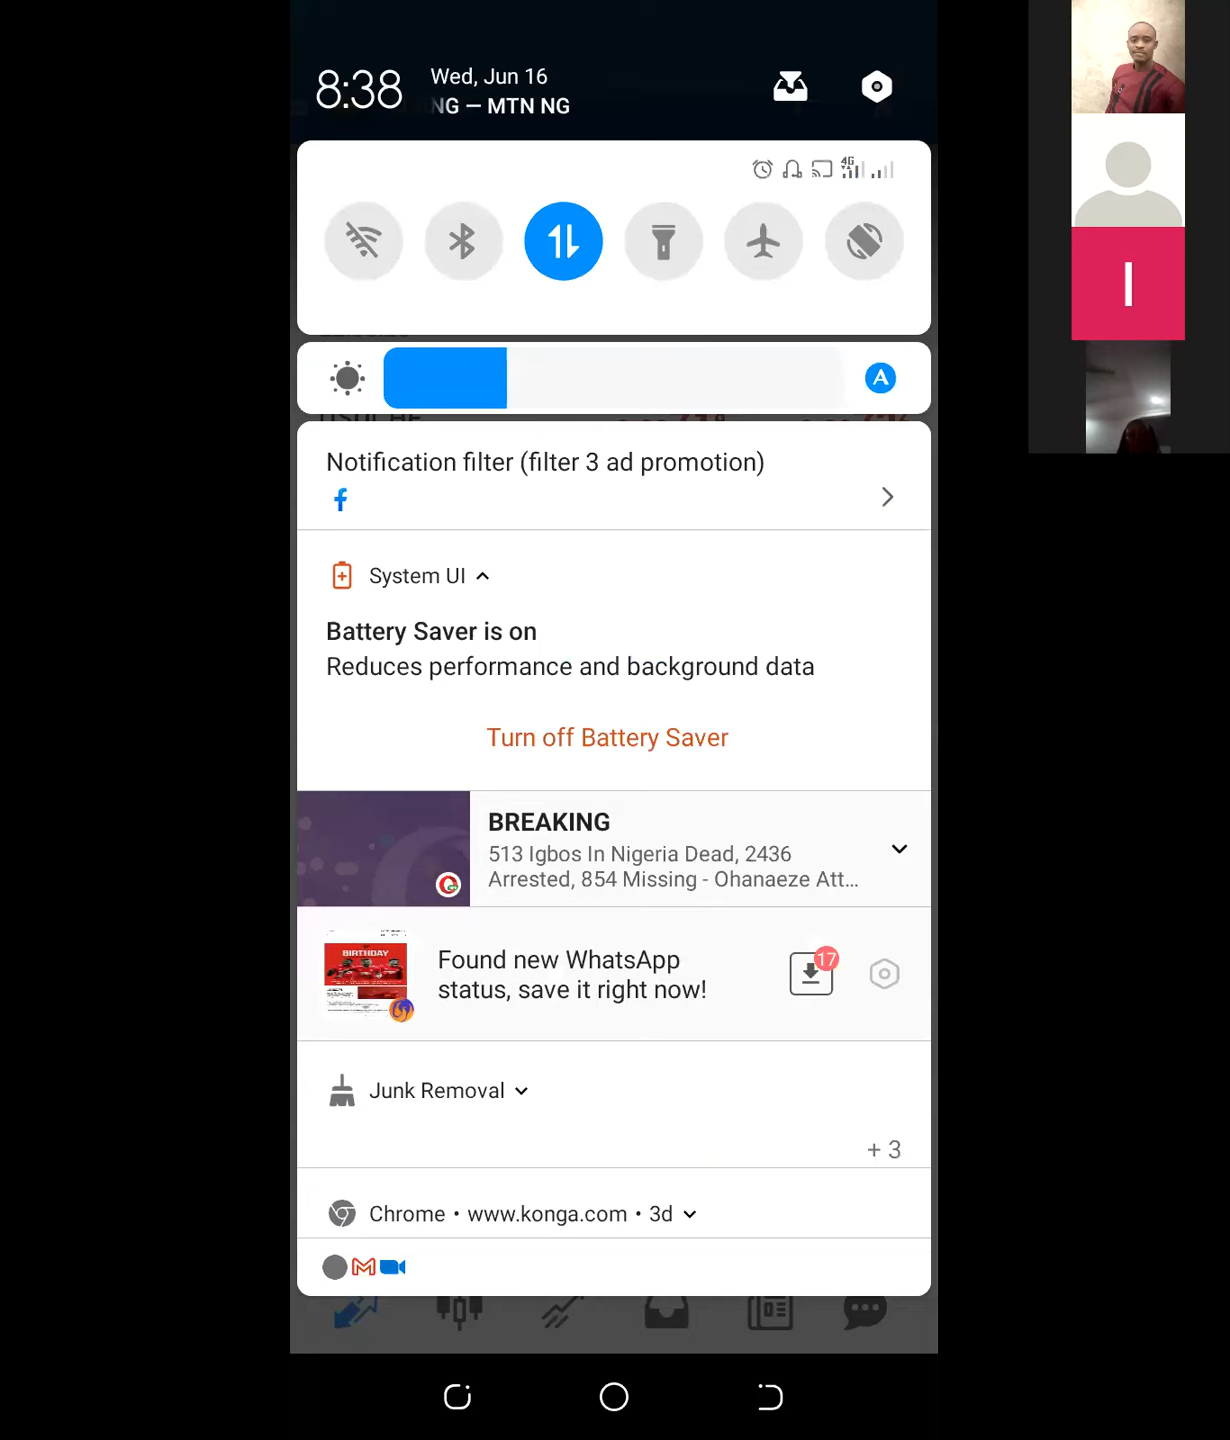 8:38
Wed, Jun 16
NG — MTN NG
4G
A
Notification filter (filter 3 ad promotion)
System UI
Battery Saver is on
Reduces performance and background data
Turn off Battery Saver
BREAKING
513 Igbos In Nigeria Dead, 2436
Arrested, 854 Missing - Ohanaeze Att...
BIRTHDAY
Found new WhatsApp
status, save it right now!
17
Junk Removal
+ 3
Chrome • www.konga.com • 3d
I